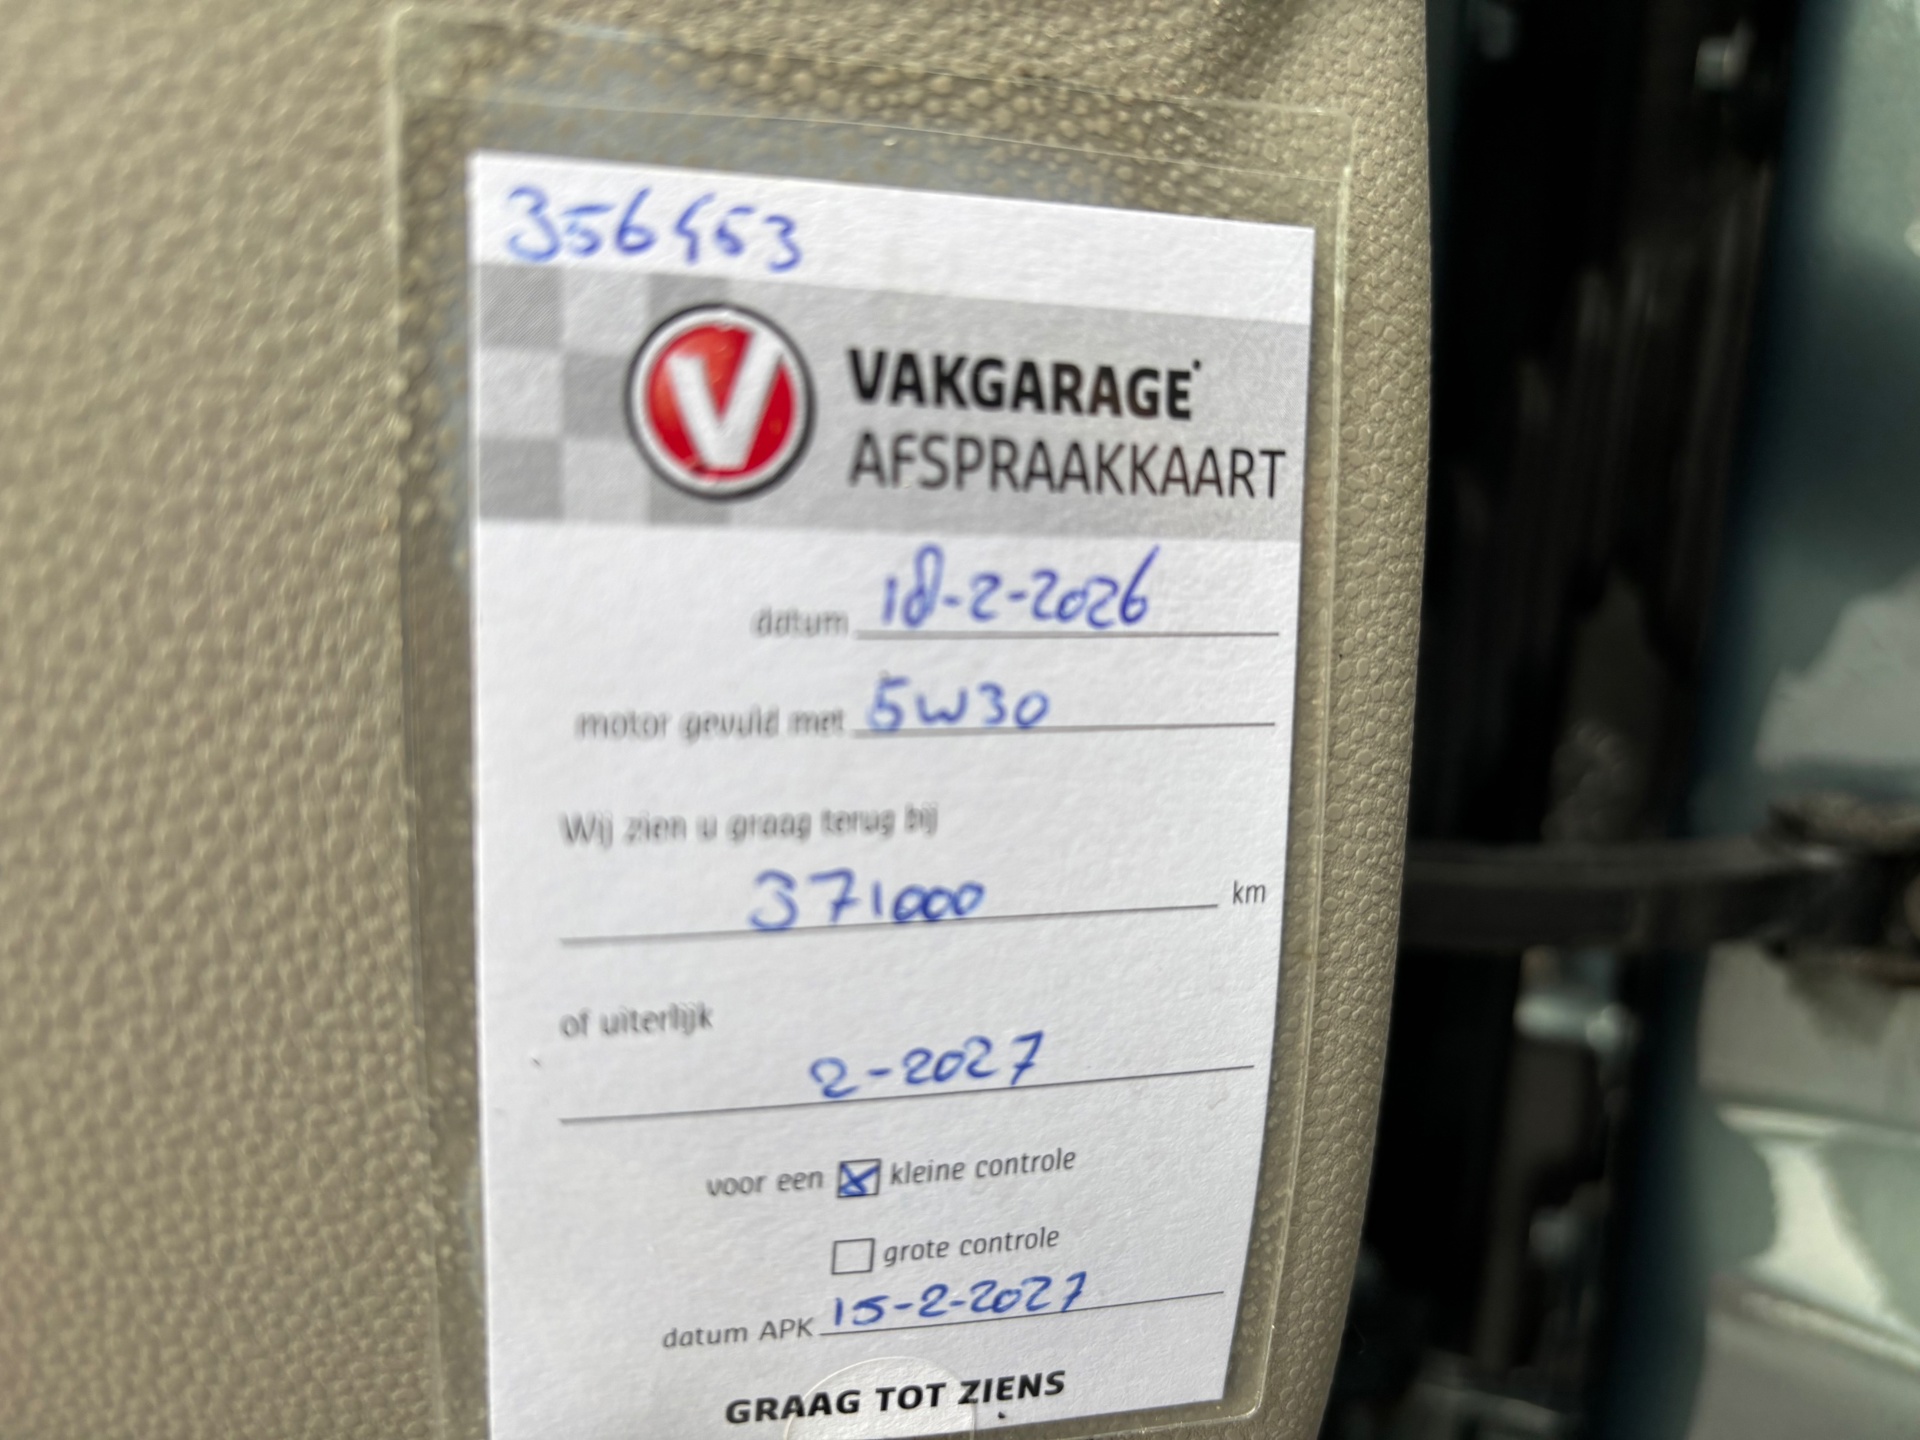 356453
V
VAKGARAGE
AFSPRAAKKAART
datum 18-2-2026
motor gevuld met 5W30
Wij zien u graag terug bij
371000 km
of uiterlijk
2-2027
voor een kleine controle
grote controle
datum APK 15-2-2027
GRAAG TOT ZIENS